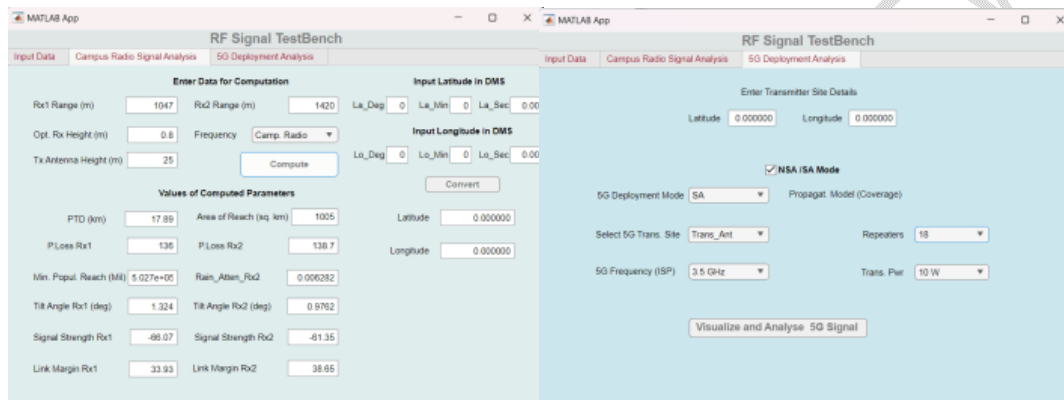 MATLAB App
RF Signal TestBench
Input Data Campus Radio Signal Analysis 5G Deployment Analysis
Enter Data for Computation Input Latitude in DMS
Rx1 Range (m) 1047 Rx2 Range (m) 1420 La_Deg 0 La_Min 0 La_Sec 0.00
Opt. Rx Height (m) 0.8 Frequency Camp. Radio Input Longitude in DMS
Tx Antenna Height (m) 25 Compute Lo_Deg 0 Lo_Min 0 Lo_Sec 0.00
Convert
Values of Computed Parameters
PTD (km) 17.89 Area of Reach (sq. km) 1005 Latitude 0.000000
P.Loss Rx1 136 P.Loss Rx2 138.7 Longitude 0.000000
Min. Popul. Reach (Mil) 5.027e+05 Rain_Atten_Rx2 0.006282
Tilt Angle Rx1 (deg) 1.324 Tilt Angle Rx2 (deg) 0.9762
Signal Strength Rx1 -66.07 Signal Strength Rx2 -61.35
Link Margin Rx1 33.93 Link Margin Rx2 38.65
MATLAB App
RF Signal TestBench
Input Data Campus Radio Signal Analysis 5G Deployment Analysis
Enter Transmitter Site Details
Latitude 0.000000 Longitude 0.000000
NSA /SA Mode
5G Deployment Mode SA Propagat. Model (Coverage)
Select 5G Trans. Site Trans_Ant Repeaters 18
5G Frequency (ISP) 3.5 GHz Trans. Pwr 10 W
Visualize and Analyse 5G Signal